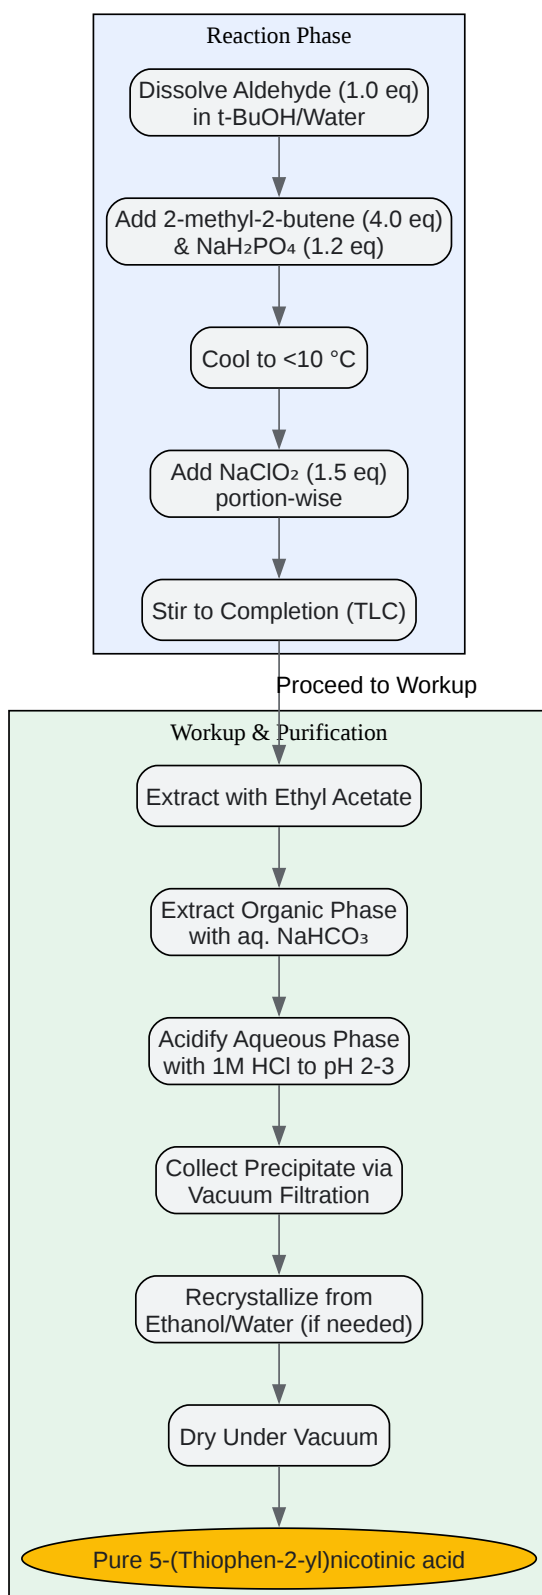 Reaction Phase
Dissolve Aldehyde (1.0 eq)
in t-BuOH/Water
Add 2-methyl-2-butene (4.0 eq)
& NaH₂PO₄ (1.2 eq)
Cool to <10 °C
Add NaClO₂ (1.5 eq)
portion-wise
Stir to Completion (TLC)
Proceed to Workup
Workup & Purification
Extract with Ethyl Acetate
Extract Organic Phase
with aq. NaHCO₃
Acidify Aqueous Phase
with 1M HCl to pH 2-3
Collect Precipitate via
Vacuum Filtration
Recrystallize from
Ethanol/Water (if needed)
Dry Under Vacuum
Pure 5-(Thiophen-2-yl)nicotinic acid